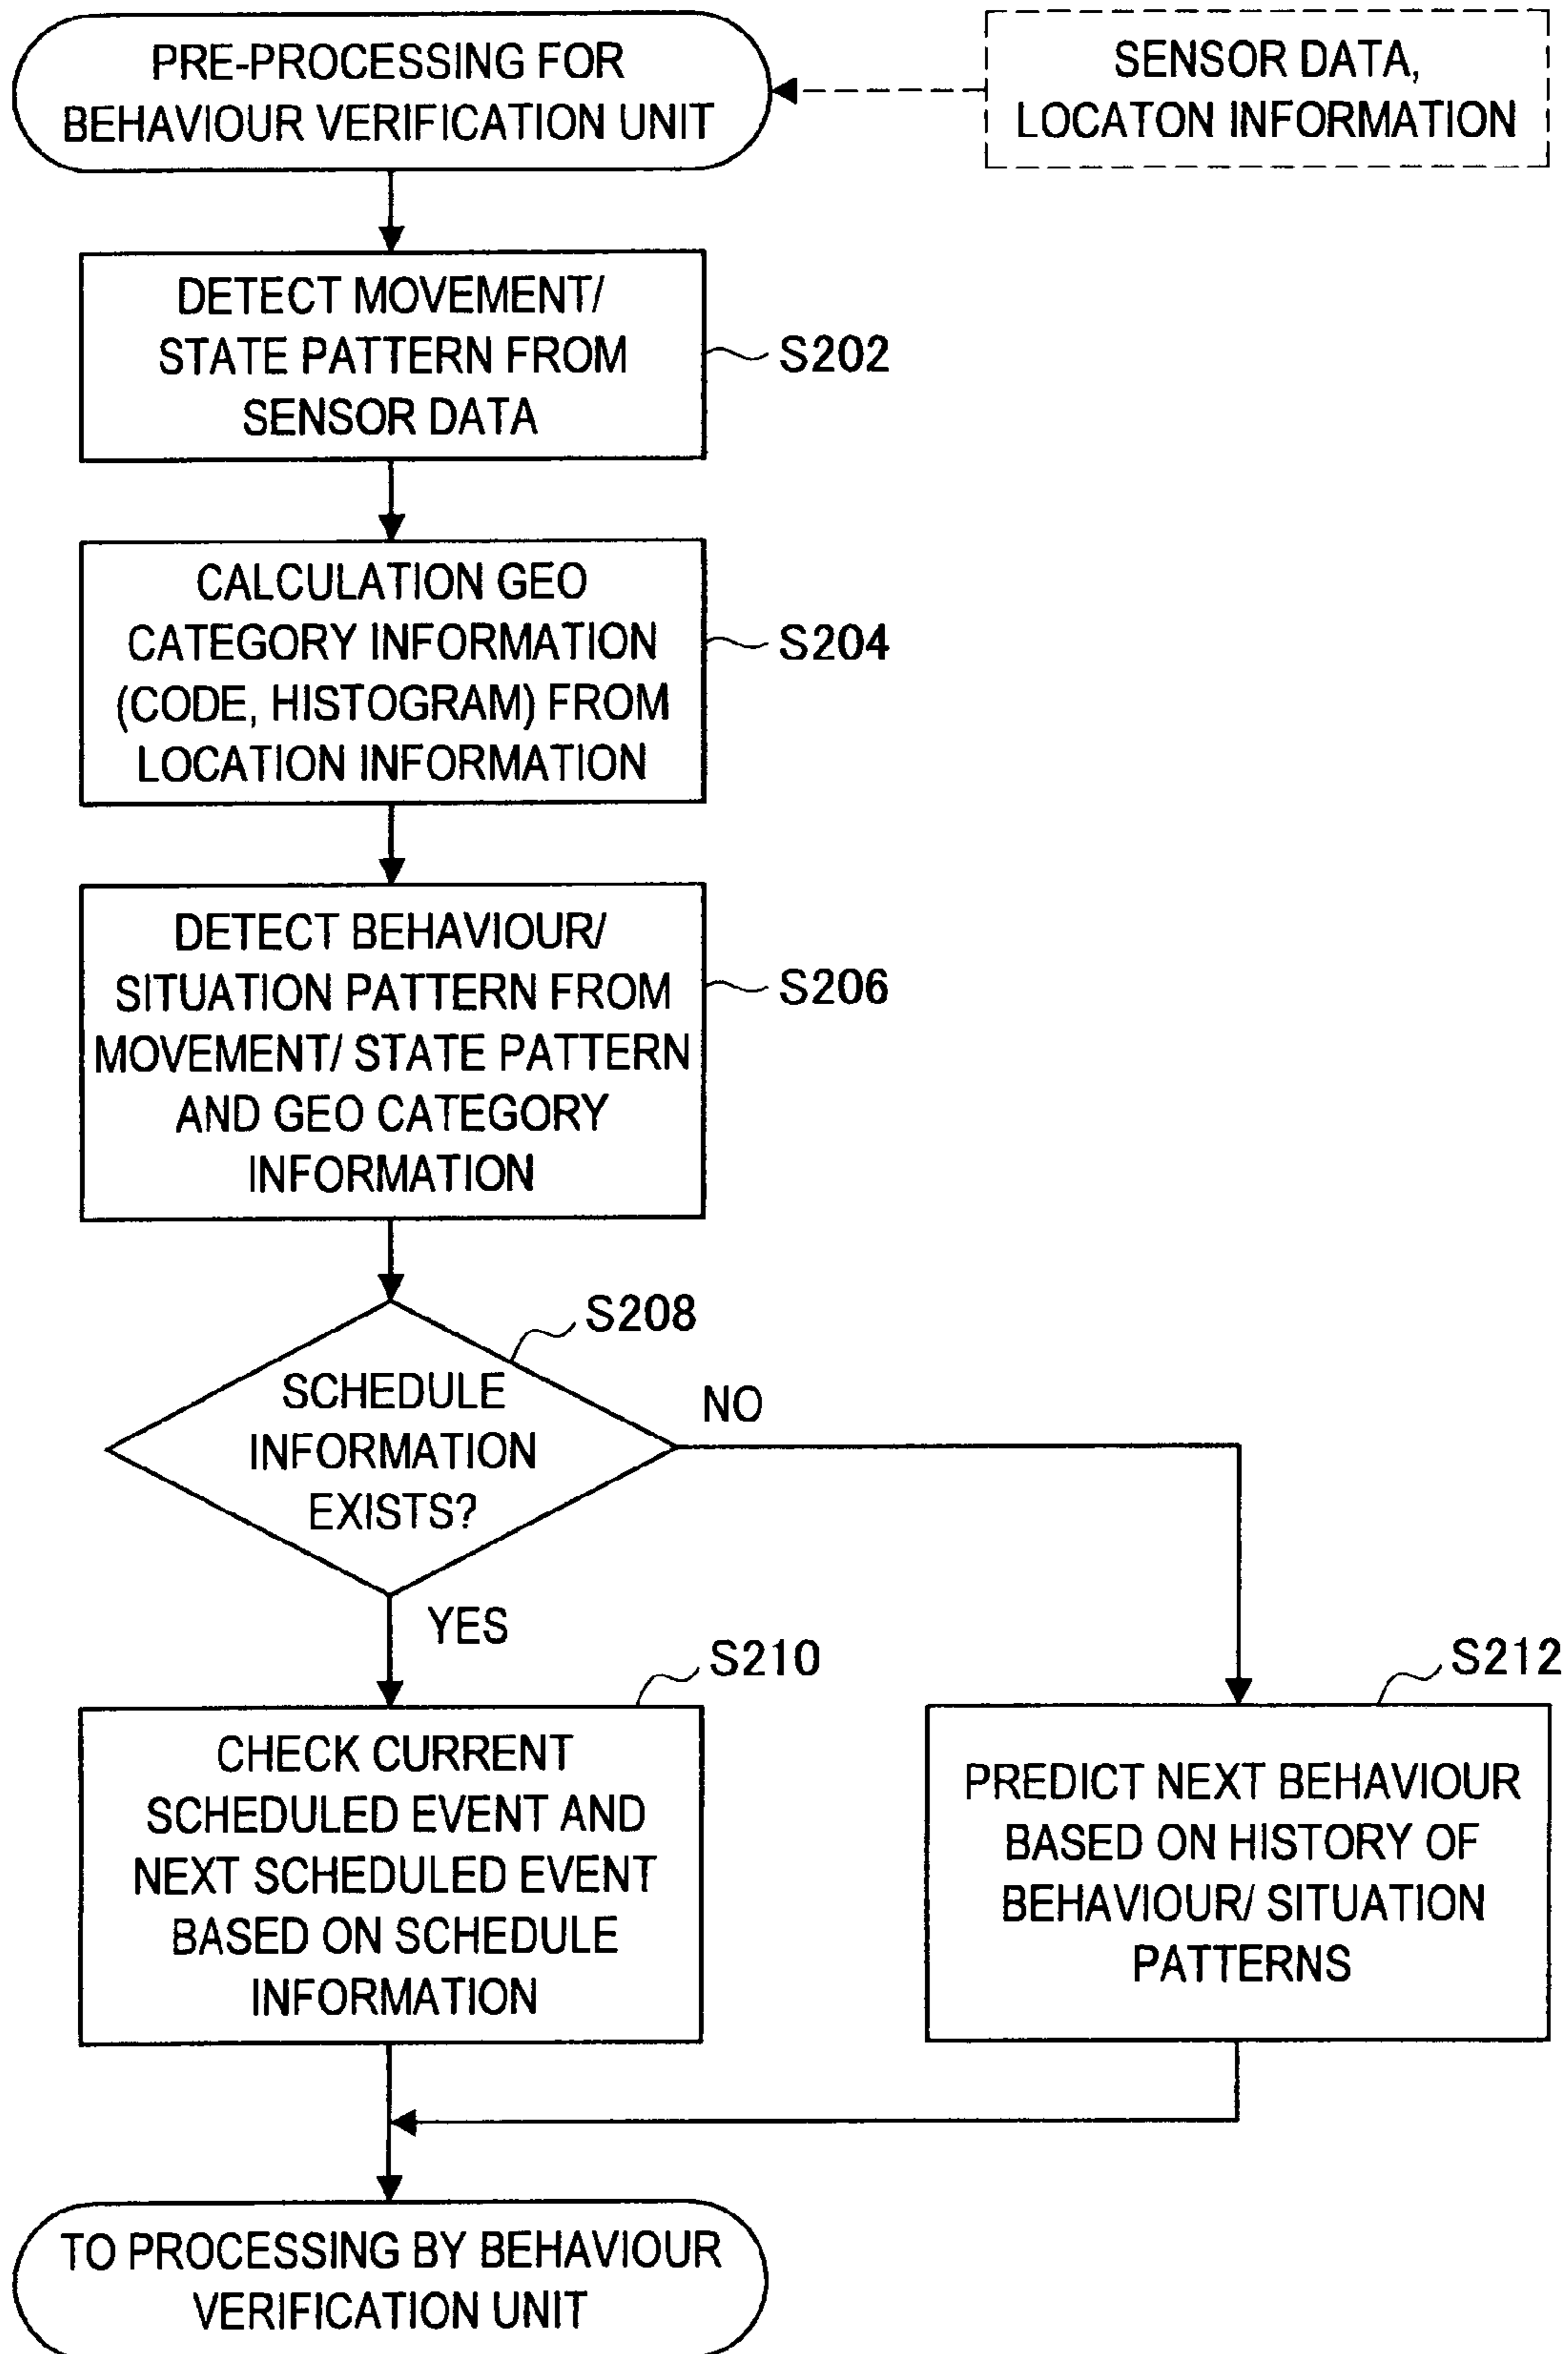 PRE-PROCESSING FOR
BEHAVIOUR VERIFICATION UNIT
SENSOR DATA,
LOCATON INFORMATION
DETECT MOVEMENT/
STATE PATTERN FROM
SENSOR DATA
S202
CALCULATION GEO
CATEGORY INFORMATION
(CODE, HISTOGRAM) FROM
LOCATION INFORMATION
S204
DETECT BEHAVIOUR/
SITUATION PATTERN FROM
MOVEMENT/ STATE PATTERN
AND GEO CATEGORY
INFORMATION
S206
S208
SCHEDULE
INFORMATION
EXISTS?
NO
YES
S210
CHECK CURRENT
SCHEDULED EVENT AND
NEXT SCHEDULED EVENT
BASED ON SCHEDULE
INFORMATION
S212
PREDICT NEXT BEHAVIOUR
BASED ON HISTORY OF
BEHAVIOUR/ SITUATION
PATTERNS
TO PROCESSING BY BEHAVIOUR
VERIFICATION UNIT